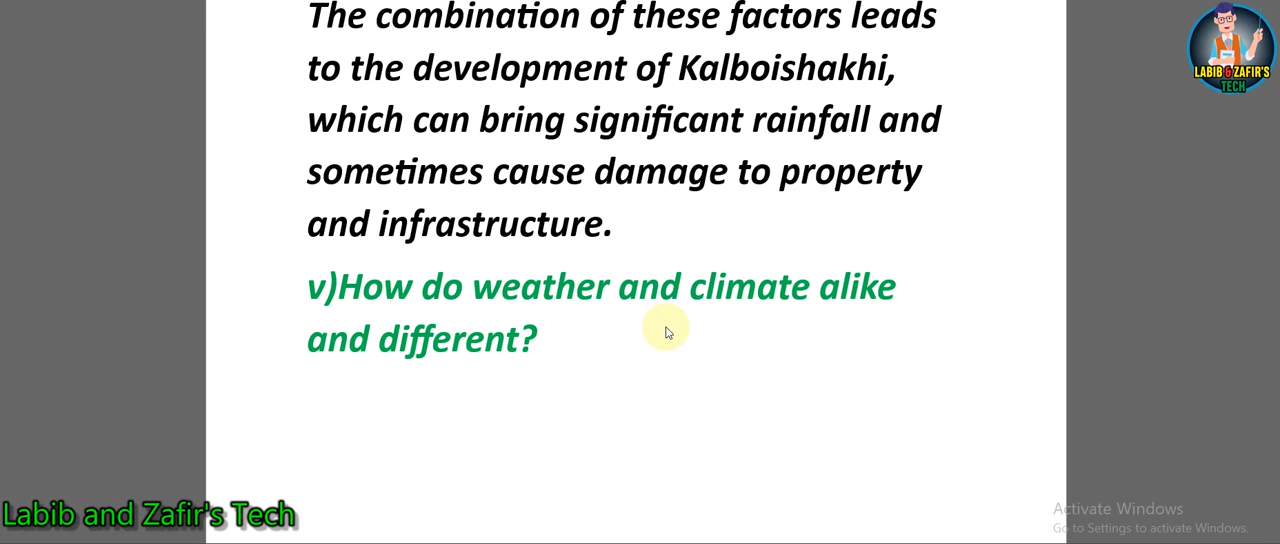 The combination of these factors leads
to the development of Kalboishakhi,
which can bring significant rainfall and
sometimes cause damage to property
and infrastructure.
v)How do weather and climate alike
and different?
LABIB & ZAFIR'S
TECH
Labib and Zafir's Tech
Activate Windows
Go to Settings to activate Windows.